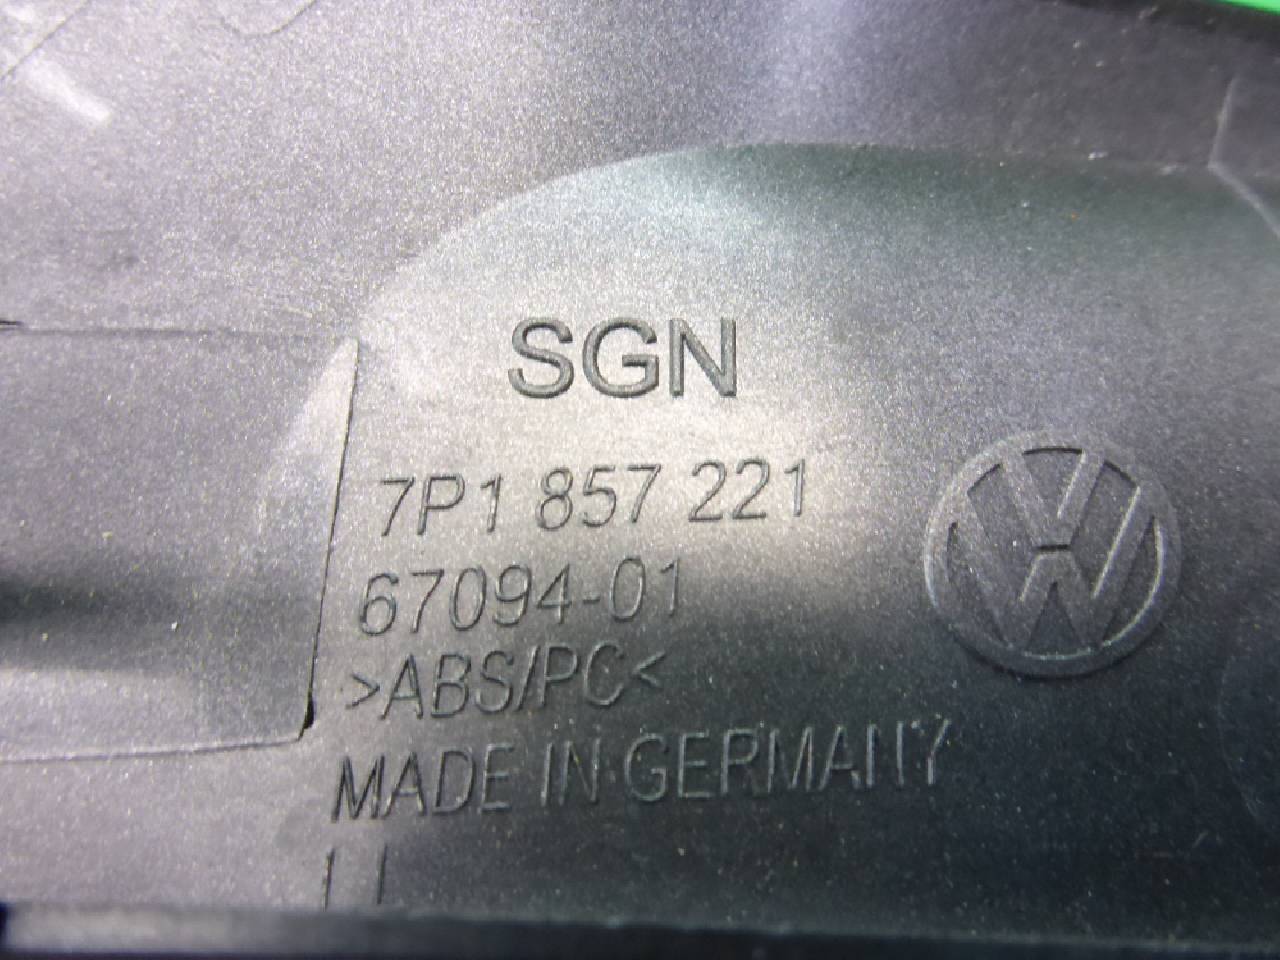 SGN
7P1 857 221
67094-01
>ABS/PC<
MADE IN GERMANY